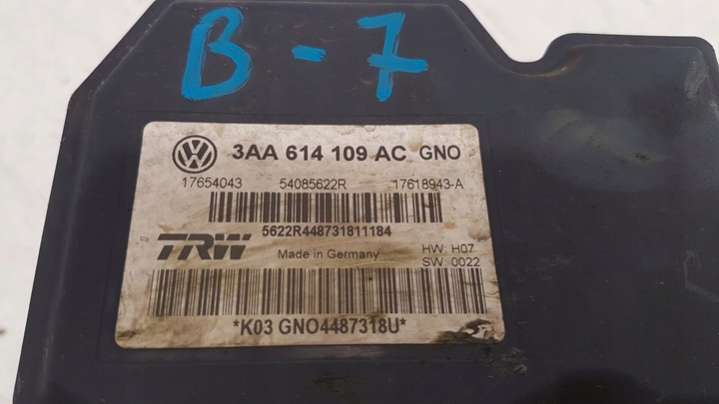 B-7
3AA 614 109 AC GNO
17654043 54085622R 17618943-A
5622R448731811184
TRW Made in Germany HW: H07
SW: 0022
*K03 GNO4487318U*